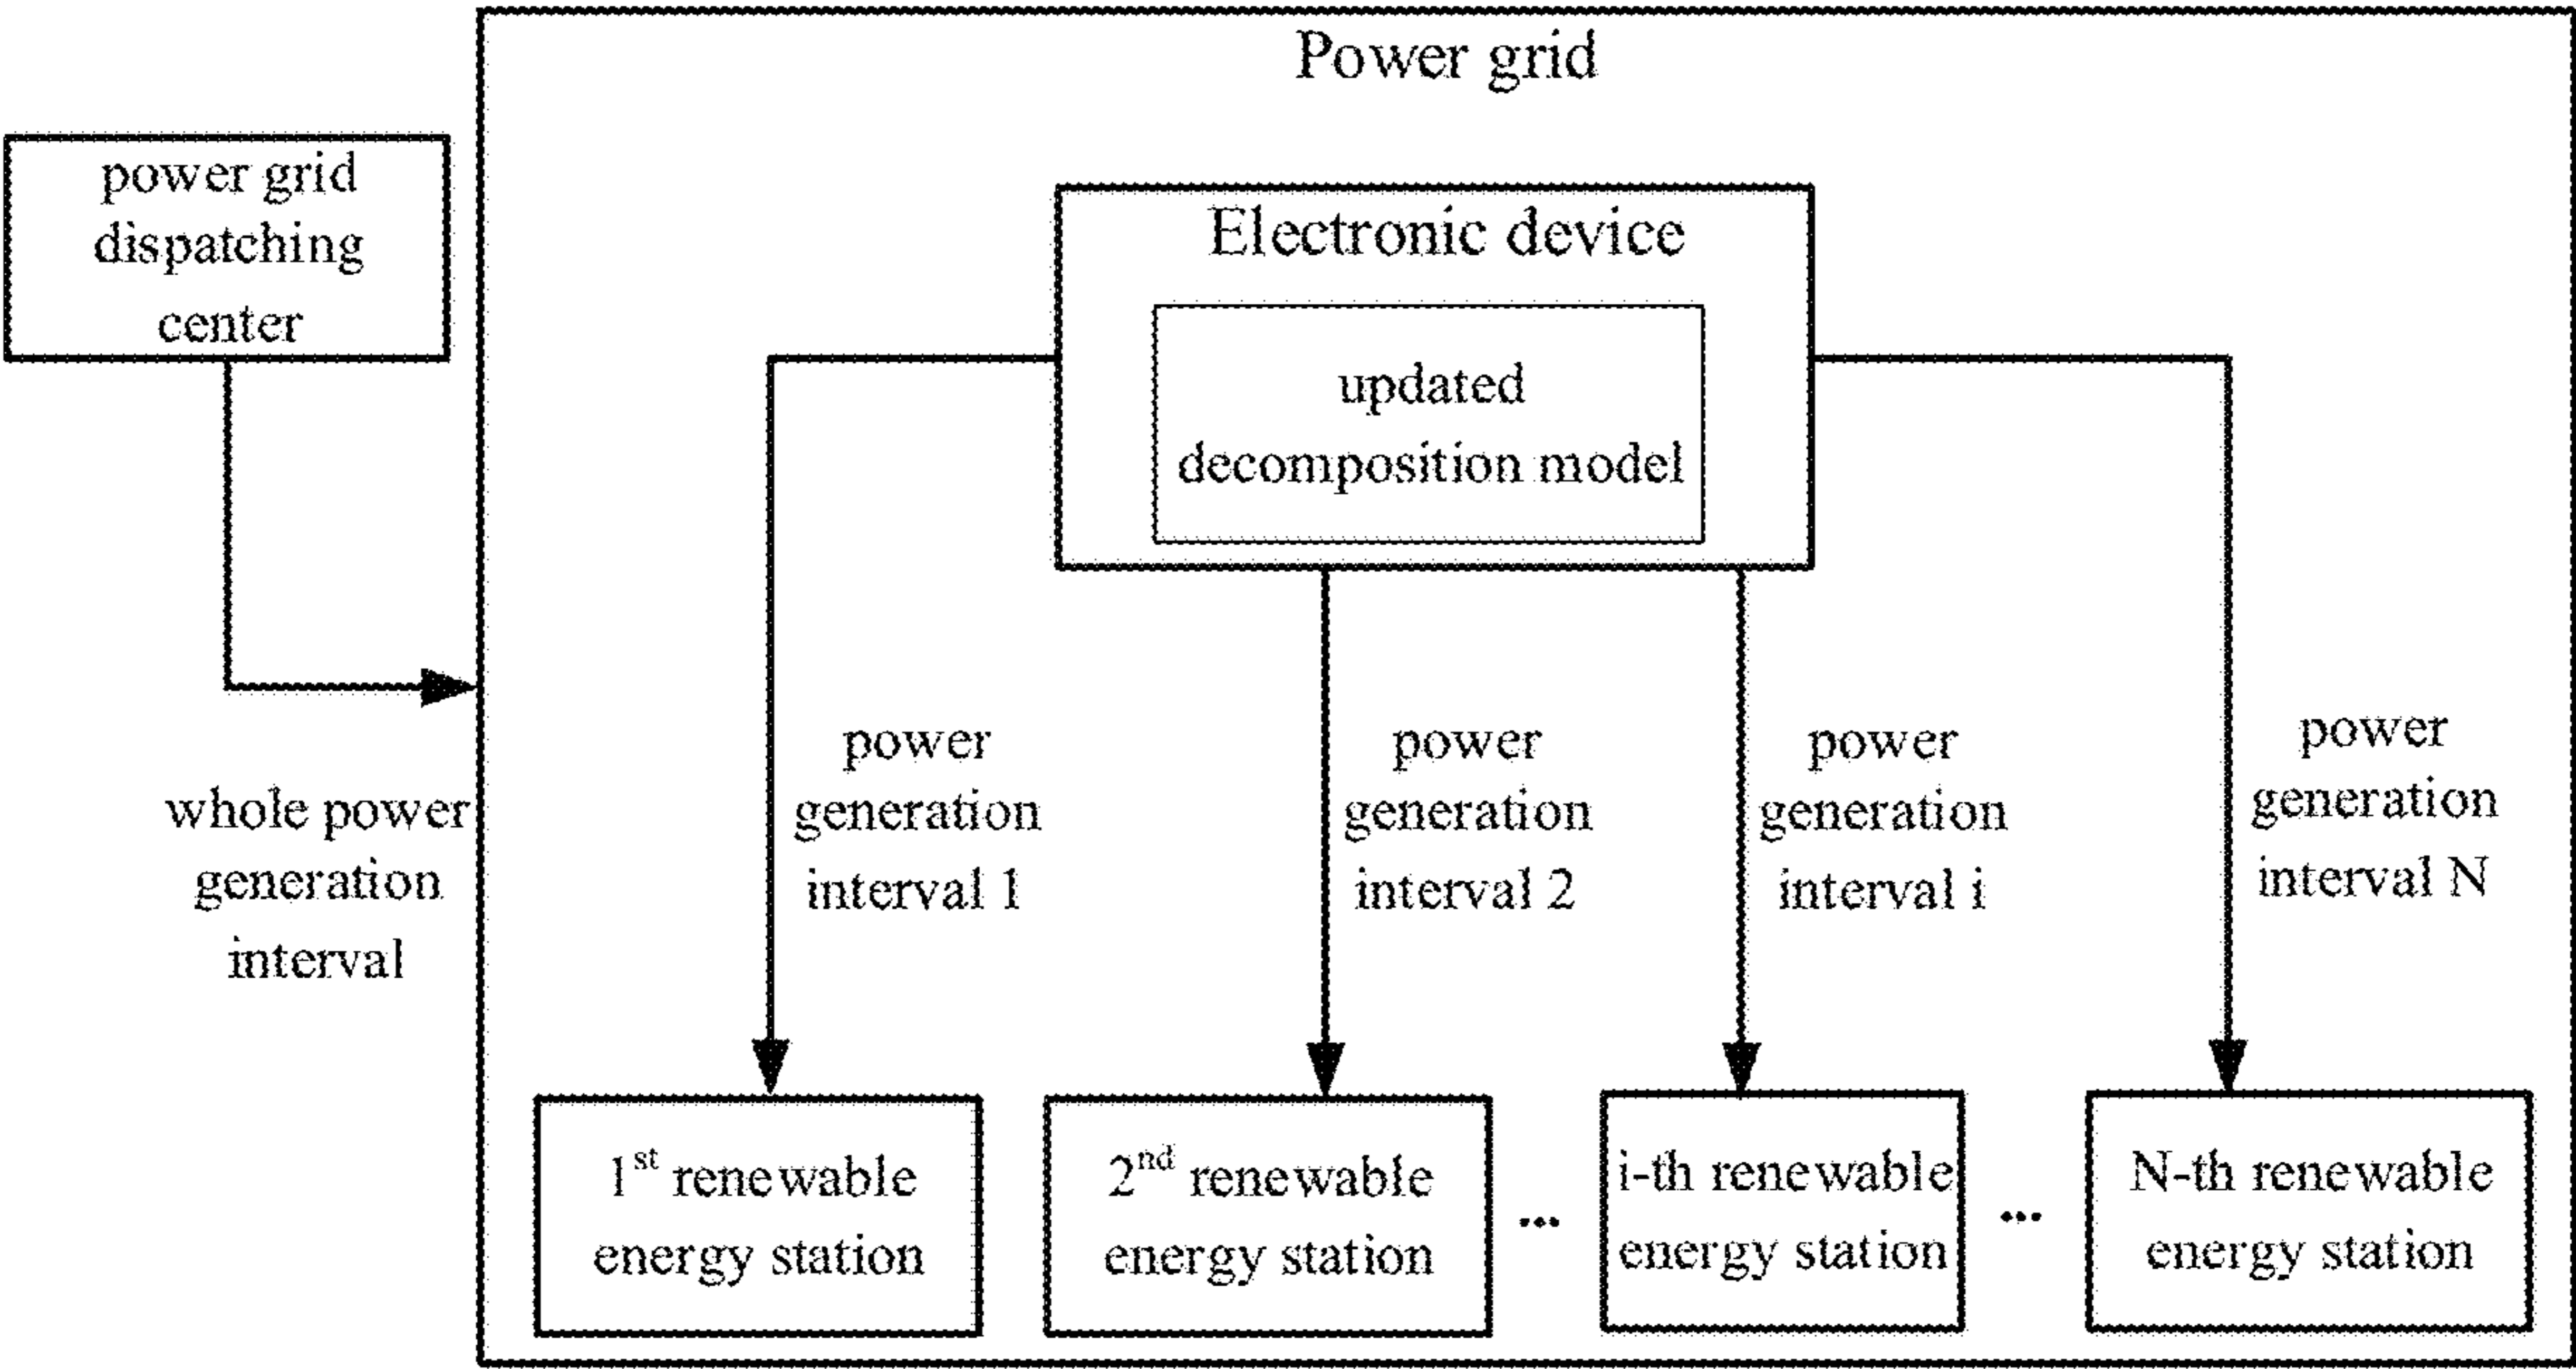 Power grid
power grid
dispatching
center
Electronic device
updated
decomposition model
whole power
generation
interval
power
generation
interval 1
power
generation
interval 2
power
generation
interval i
power
generation
interval N
1st renewable
energy station
2nd renewable
energy station
...
i-th renewable
energy station
...
N-th renewable
energy station